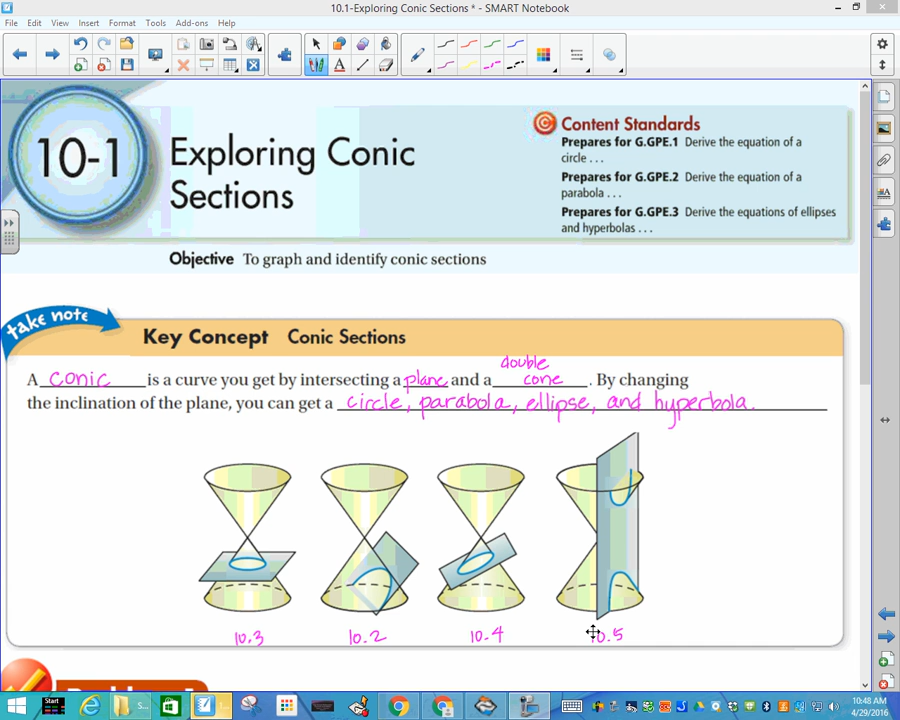 10.1-Exploring Conic Sections * - SMART Notebook
File Edit View Insert Format Tools Add-ons Help
10-1
Exploring Conic
Sections
Content Standards
Prepares for G.GPE.1 Derive the equation of a
circle . . .
Prepares for G.GPE.2 Derive the equation of a
parabola . . .
Prepares for G.GPE.3 Derive the equations of ellipses
and hyperbolas . . .
Objective To graph and identify conic sections
take note
Key Concept Conic Sections
double
A conic is a curve you get by intersecting a plane and a cone. By changing
the inclination of the plane, you can get a circle, parabola, ellipse, and hyperbola.
10.3 10.2 10.4 10.5
Start
10:48 AM
4/29/2016